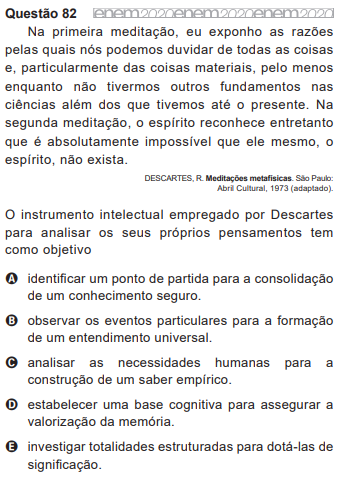 Questão 82 enem2020enem2020enem2020
Na primeira meditação, eu exponho as razões
pelas quais nós podemos duvidar de todas as coisas
e, particularmente das coisas materiais, pelo menos
enquanto não tivermos outros fundamentos nas
ciências além dos que tivemos até o presente. Na
segunda meditação, o espírito reconhece entretanto
que é absolutamente impossível que ele mesmo, o
espírito, não exista.
DESCARTES, R. Meditações metafísicas. São Paulo:
Abril Cultural, 1973 (adaptado).
O instrumento intelectual empregado por Descartes
para analisar os seus próprios pensamentos tem
como objetivo
A identificar um ponto de partida para a consolidação
de um conhecimento seguro.
B observar os eventos particulares para a formação
de um entendimento universal.
C analisar as necessidades humanas para a
construção de um saber empírico.
D estabelecer uma base cognitiva para assegurar a
valorização da memória.
E investigar totalidades estruturadas para dotá-las de
significação.